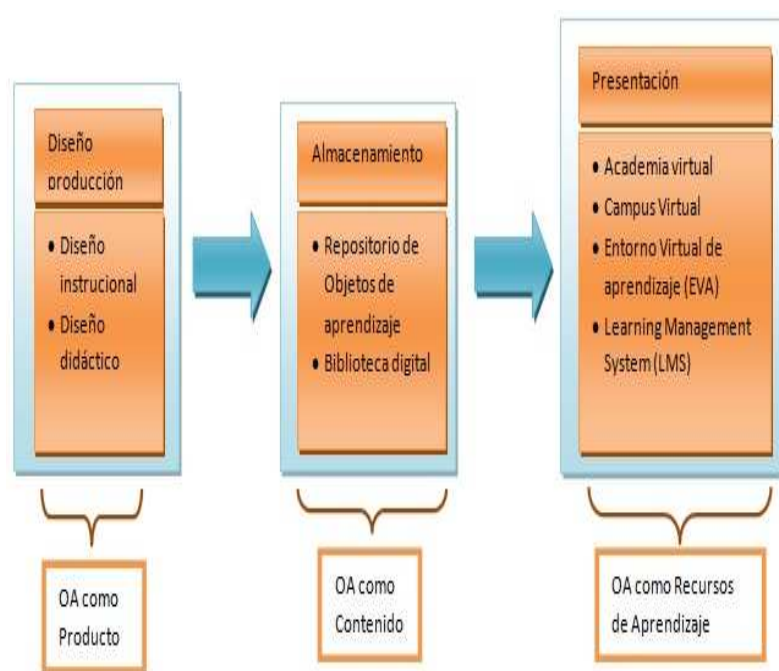 Diseño
producción
• Diseño
instrucional
• Diseño
didáctico
OA como
Producto
Almacenamiento
• Repositorio de
Objetos de
aprendizaje
• Biblioteca digital
OA como
Contenido
Presentación
• Academia virtual
• Campus Virtual
• Entorno Virtual de
aprendizaje (EVA)
• Learning Management
System (LMS)
OA como Recursos
de Aprendizaje